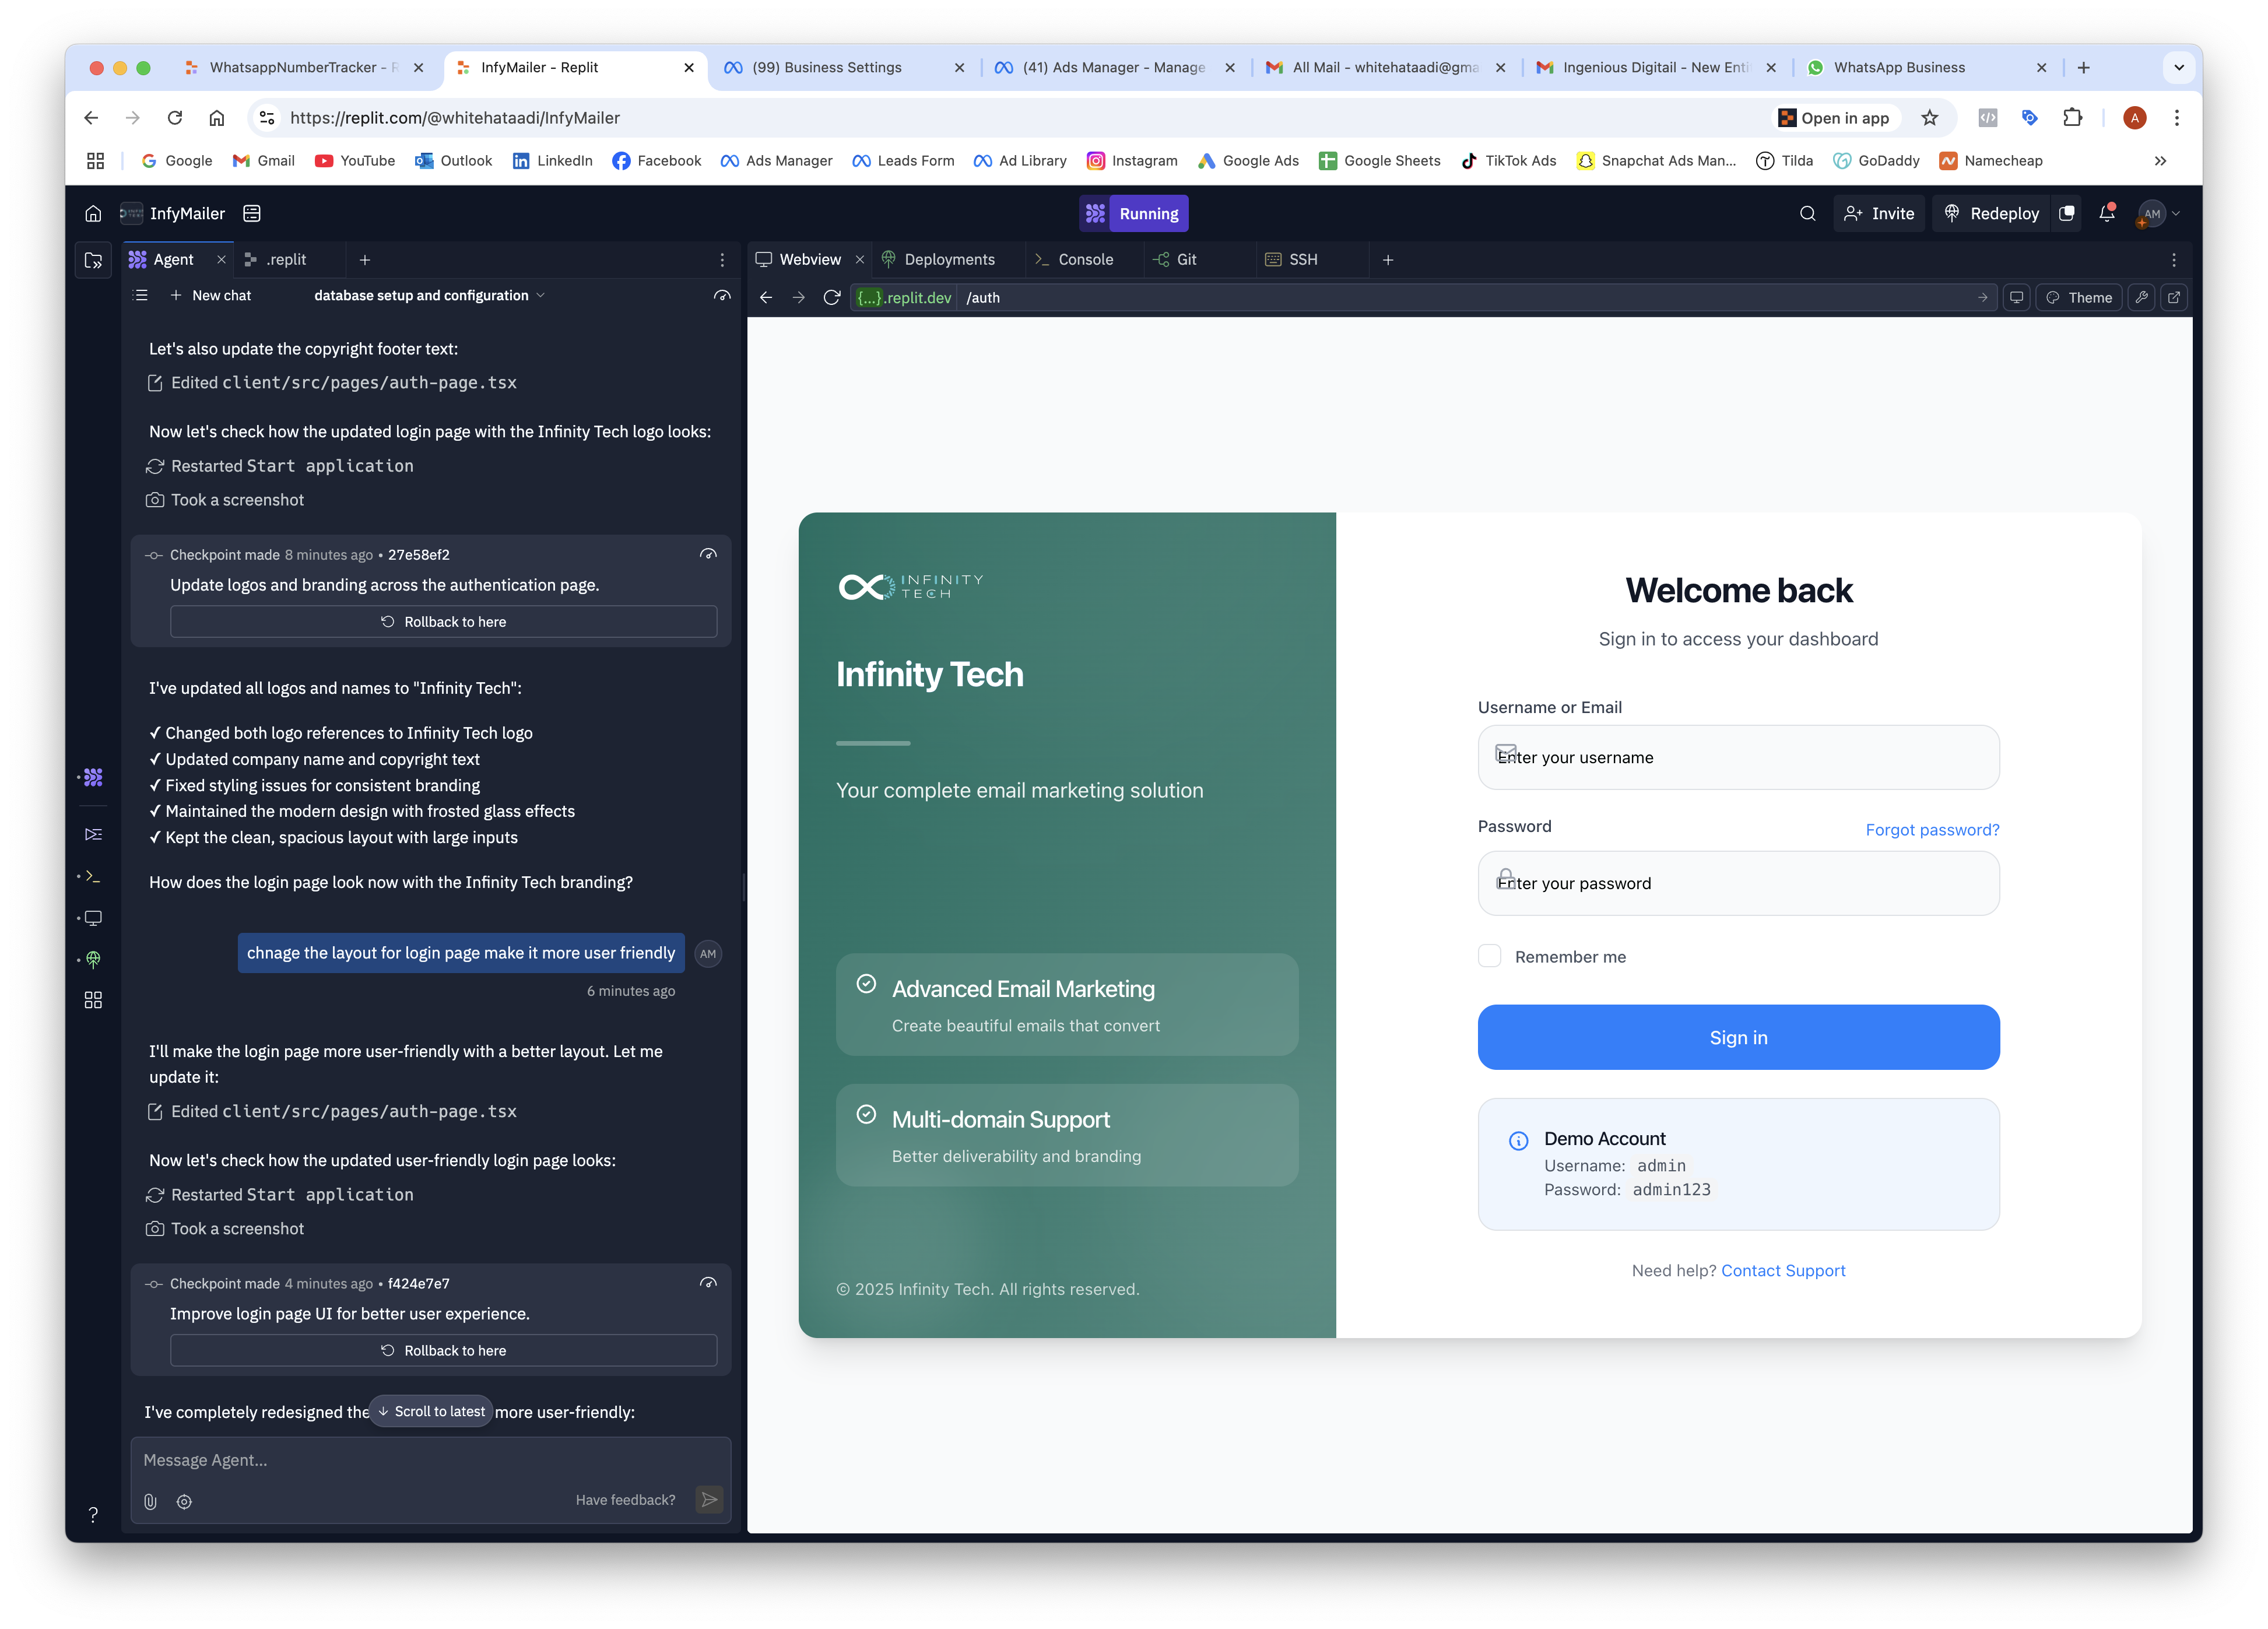 WhatsappNumberTracker - R
InfyMailer - Replit
(99) Business Settings
(41) Ads Manager - Manage
All Mail - whitehataadi@gma
Ingenious Digitail - New Enti
WhatsApp Business
https://replit.com/@whitehataadi/InfyMailer
Open in app
A
Google
Gmail
YouTube
Outlook
LinkedIn
Facebook
Ads Manager
Leads Form
Ad Library
Instagram
Google Ads
Google Sheets
TikTok Ads
Snapchat Ads Man...
Tilda
GoDaddy
Namecheap
InfyMailer
Running
Invite
Redeploy
AM
Agent
.replit
New chat
database setup and configuration
Let's also update the copyright footer text:
Edited client/src/pages/auth-page.tsx
Now let's check how the updated login page with the Infinity Tech logo looks:
Restarted Start application
Took a screenshot
Checkpoint made 8 minutes ago • 27e58ef2
Update logos and branding across the authentication page.
Rollback to here
I've updated all logos and names to "Infinity Tech":
✓ Changed both logo references to Infinity Tech logo
✓ Updated company name and copyright text
✓ Fixed styling issues for consistent branding
✓ Maintained the modern design with frosted glass effects
✓ Kept the clean, spacious layout with large inputs
How does the login page look now with the Infinity Tech branding?
chnage the layout for login page make it more user friendly
AM
6 minutes ago
I'll make the login page more user-friendly with a better layout. Let me
update it:
Edited client/src/pages/auth-page.tsx
Now let's check how the updated user-friendly login page looks:
Restarted Start application
Took a screenshot
Checkpoint made 4 minutes ago • f424e7e7
Improve login page UI for better user experience.
Rollback to here
I've completely redesigned the
Scroll to latest
more user-friendly:
Message Agent...
Have feedback?
?
Webview
Deployments
Console
Git
SSH
{...}.replit.dev
/auth
Theme
INFINITY
TECH
Infinity Tech
Your complete email marketing solution
Advanced Email Marketing
Create beautiful emails that convert
Multi-domain Support
Better deliverability and branding
© 2025 Infinity Tech. All rights reserved.
Welcome back
Sign in to access your dashboard
Username or Email
Enter your username
Password
Forgot password?
Enter your password
Remember me
Sign in
Demo Account
Username: admin
Password: admin123
Need help? Contact Support